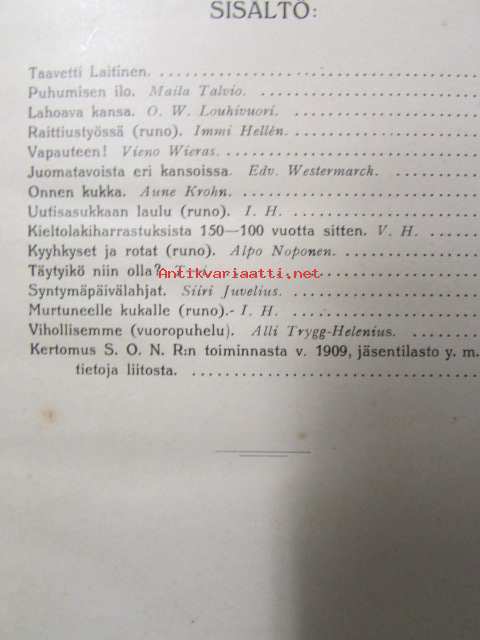 SISÄLTÖ:
Taavetti Laitinen.
Puhumisen ilo. Maila Talvio.
Lahoava kansa. O. W. Louhivuori.
Raittiustyössä (runo). Immi Hellén.
Vapauteen! Vieno Wieras.
Juomatavoista eri kansoissa. Edv. Westermarck.
Onnen kukka. Aune Krohn.
Uutisasukkaan laulu (runo). I. H.
Kieltolakiharrastuksista 150—100 vuotta sitten. V. H.
Kyyhkyset ja rotat (runo). Alpo Noponen.
Täytyikö niin olla?
Antikvariaatti.net
Syntymäpäivälahjat. Siiri Juvelius.
Murtuneelle kukalle (runo).- I. H.
Vihollisemme (vuoropuhelu). Alli Trygg-Helenius.
Kertomus S. O. N. R:n toiminnasta v. 1909, jäsentilasto y. m.
tietoja liitosta.